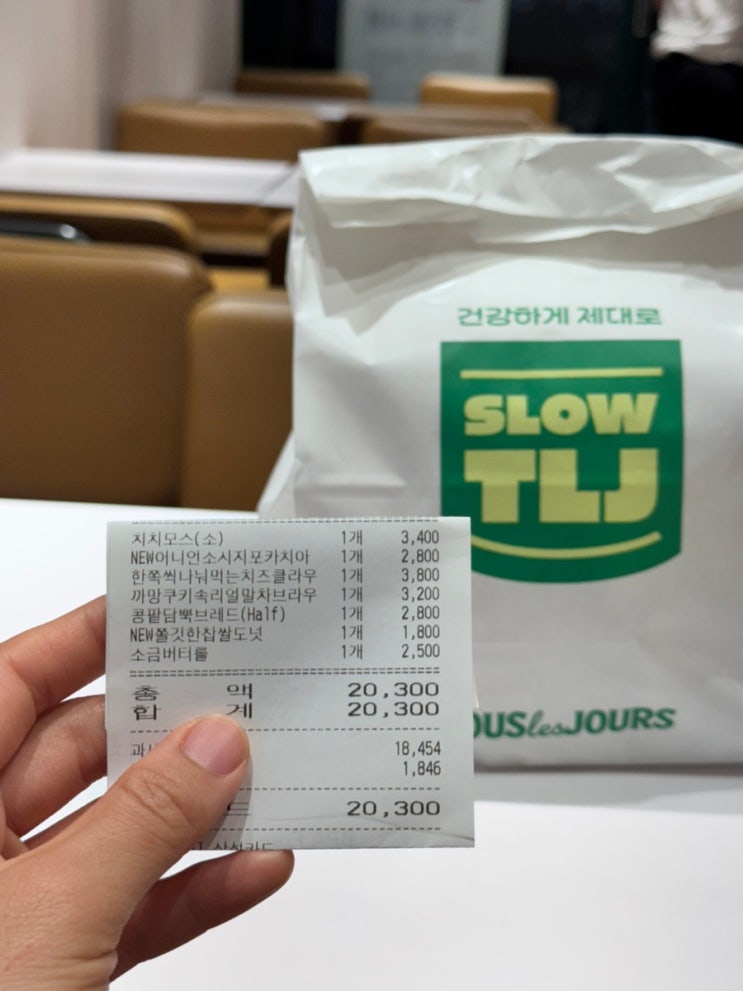 건강하게 제대로
SLOW
TLJ
OUSlesJOURS
치치모스(소) 1개 3,400
NEW어니언소시지포카치아 1개 2,800
한쪽씩나눠먹는치즈클라우 1개 3,800
까망쿠키속리얼말차브라우 1개 3,200
콩팥담뿍브레드(Half) 1개 2,800
NEW쫄깃한찹쌀도넛 1개 1,800
소금버터롤 1개 2,500
총 액 20,300
합 계 20,300
18,454
1,846
드 20,300